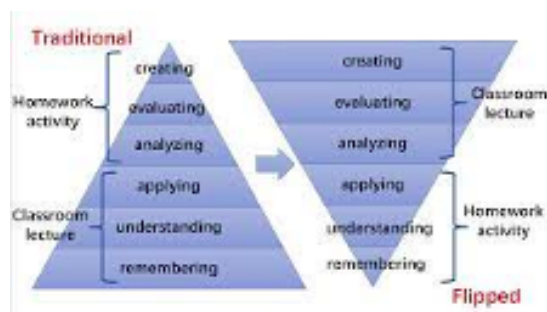 Traditional
creating
evaluating
analyzing
applying
understanding
remembering
Homework
activity
Classroom
lecture
creating
evaluating
analyzing
applying
understanding
remembering
Classroom
lecture
Homework
activity
Flipped